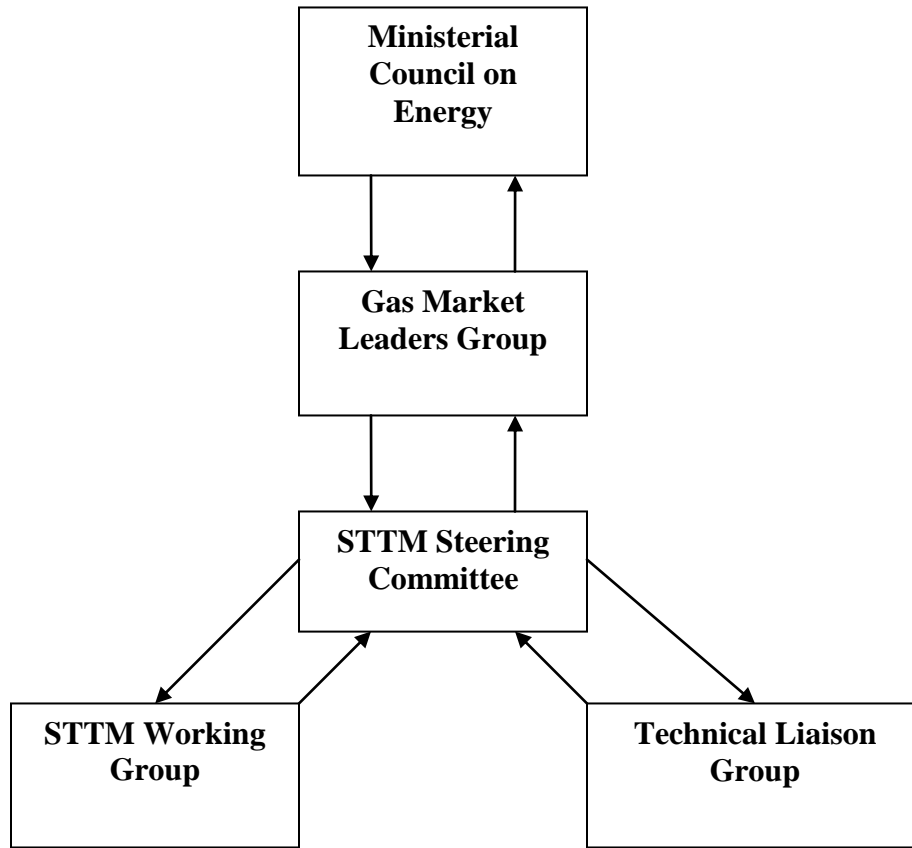 Ministerial
Council on
Energy
Gas Market
Leaders Group
STTM Steering
Committee
STTM Working
Group
Technical Liaison
Group